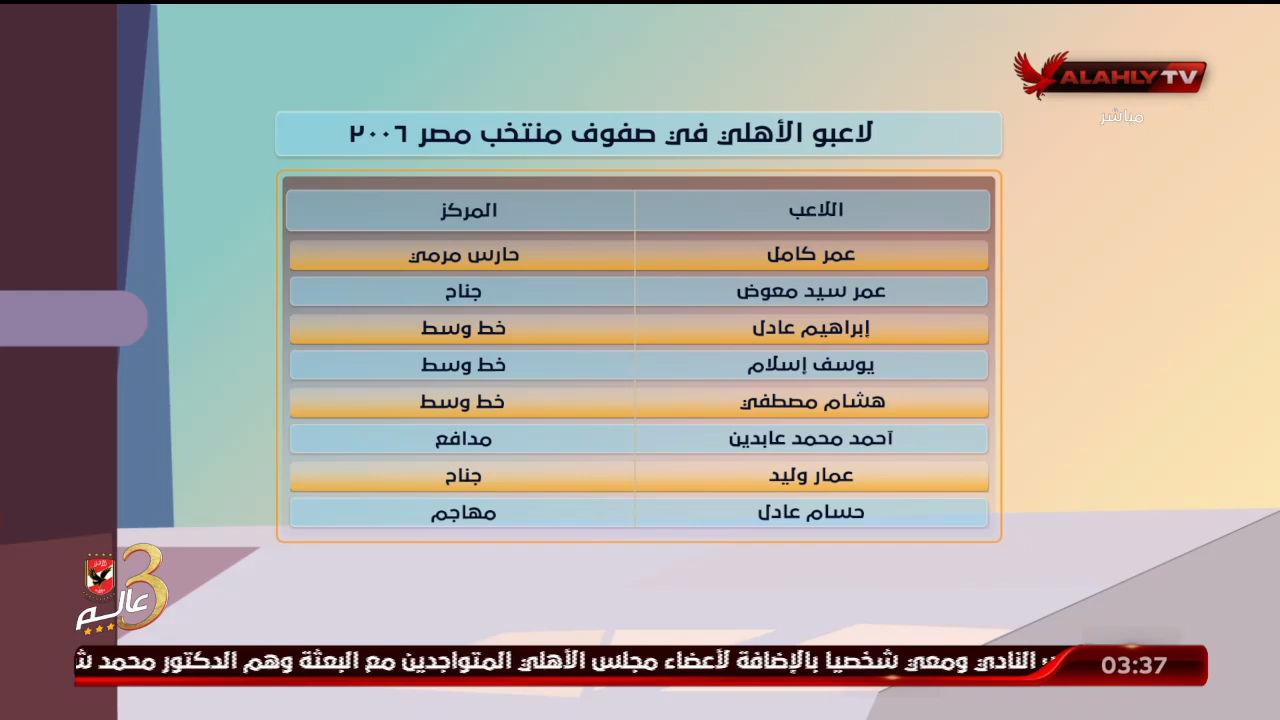 ALAHLY TV
مباشر
لاعبو الأهلي في صفوف منتخب مصر ٢٠٠٦
اللاعب المركز
عمر كامل حارس مرمي
عمر سيد معوض جناح
إبراهيم عادل خط وسط
يوسف إسلام خط وسط
هشام مصطفي خط وسط
آحمد محمد عابدين مدافع
عمار وليد جناح
حسام عادل مهاجم
3 عالم
النادي ومعي شخصيا بالإضافة لأعضاء مجلس الأهلي المتواجدين مع البعثة وهم الدكتور محمد
03:37